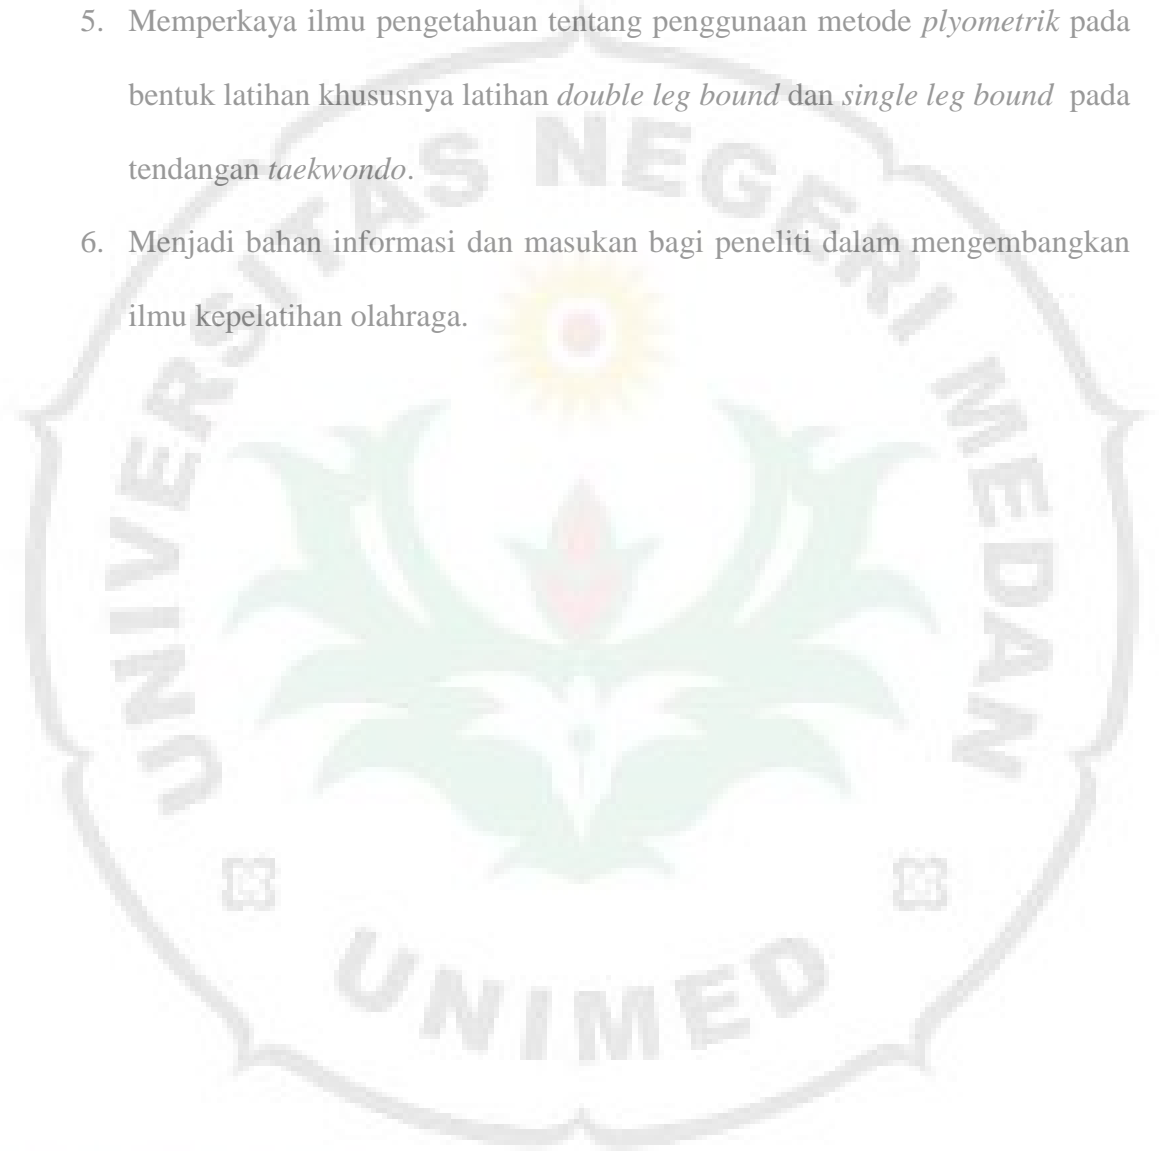 5. Memperkaya ilmu pengetahuan tentang penggunaan metode plyometrik pada
bentuk latihan khususnya latihan double leg bound dan single leg bound pada
tendangan taekwondo.
6. Menjadi bahan informasi dan masukan bagi peneliti dalam mengembangkan
ilmu kepelatihan olahraga.
UNIVERSITAS NEGERI MEDAN
UNIMED